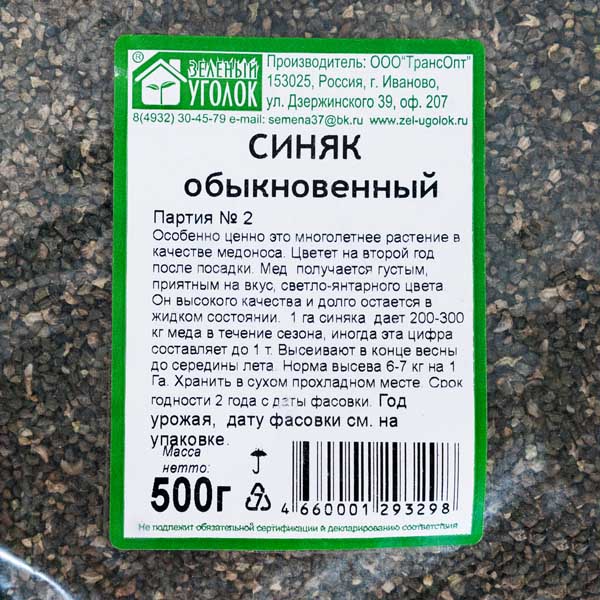 ®
ЗЕЛЕНЫЙ
УГОЛОК
Производитель: ООО"ТрансОпт"
153025, Россия, г. Иваново,
ул. Дзержинского 39, оф. 207
8(4932) 30-45-79 e-mail: semena37@bk.ru www.zel-ugolok.ru
СИНЯК
обыкновенный
Партия № 2
Особенно ценно это многолетнее растение в
качестве медоноса. Цветет на второй год
после посадки. Мед получается густым,
приятным на вкус, светло-янтарного цвета.
Он высокого качества и долго остается в
жидком состоянии. 1 га синяка дает 200-300
кг меда в течение сезона, иногда эта цифра
составляет до 1 т. Высеивают в конце весны
до середины лета. Норма высева 6-7 кг на 1
Га. Хранить в сухом прохладном месте. Срок
годности 2 года с даты фасовки. Год
урожая, дату фасовки см. на
упаковке.
Масса
нетто:
500г
4 660001 293298
Не подлежит обязательной сертификации и декларированию соответствия